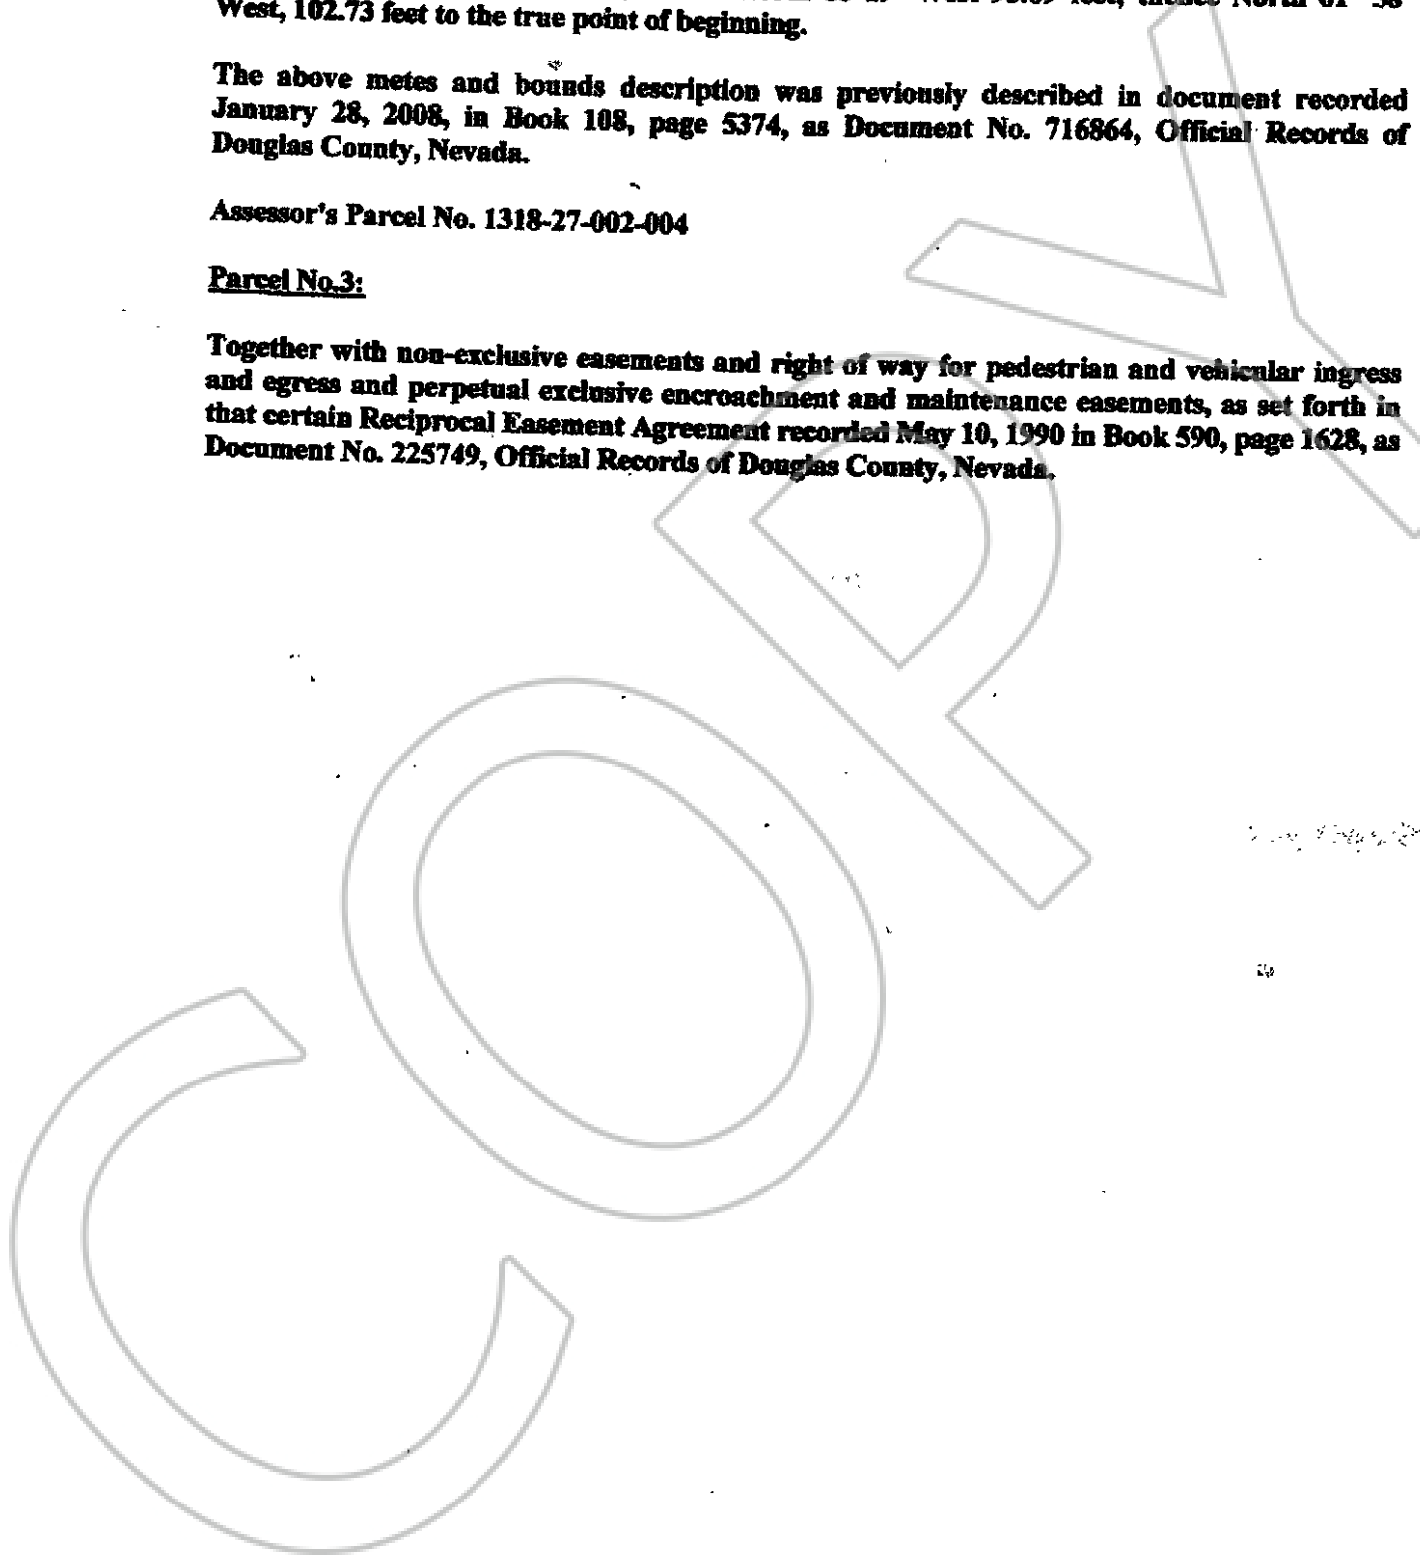 West, 102.73 feet to the true point of beginning.
The above metes and bounds description was previously described in document recorded
January 28, 2008, in Book 108, page 5374, as Document No. 716864, Official Records of
Douglas County, Nevada.
Assessor's Parcel No. 1318-27-002-004
Parcel No.3:
Together with non-exclusive easements and right of way for pedestrian and vehicular ingress
and egress and perpetual exclusive encroachment and maintenance easements, as set forth in
that certain Reciprocal Easement Agreement recorded May 10, 1990 in Book 590, page 1628, as
Document No. 225749, Official Records of Douglas County, Nevada.
COPY